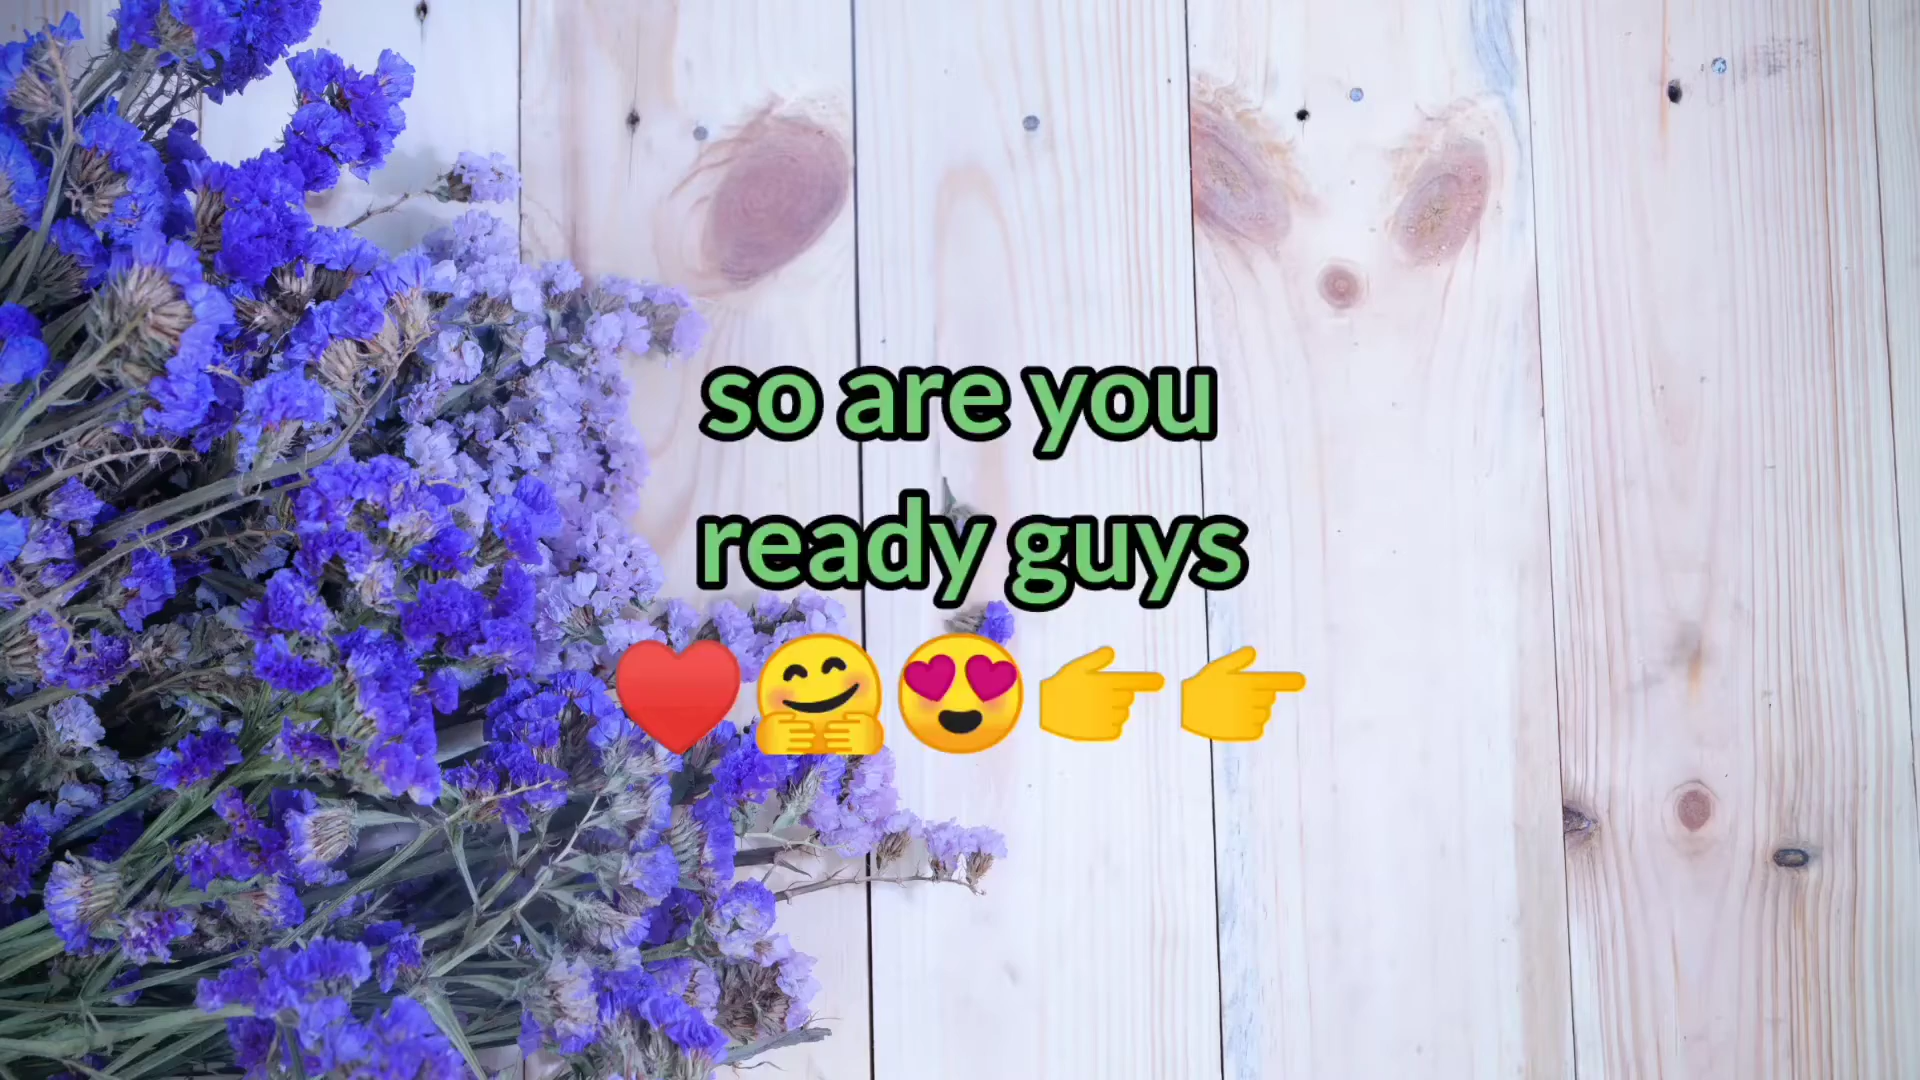 so are you
ready guys
♥️🤗😍👉👉